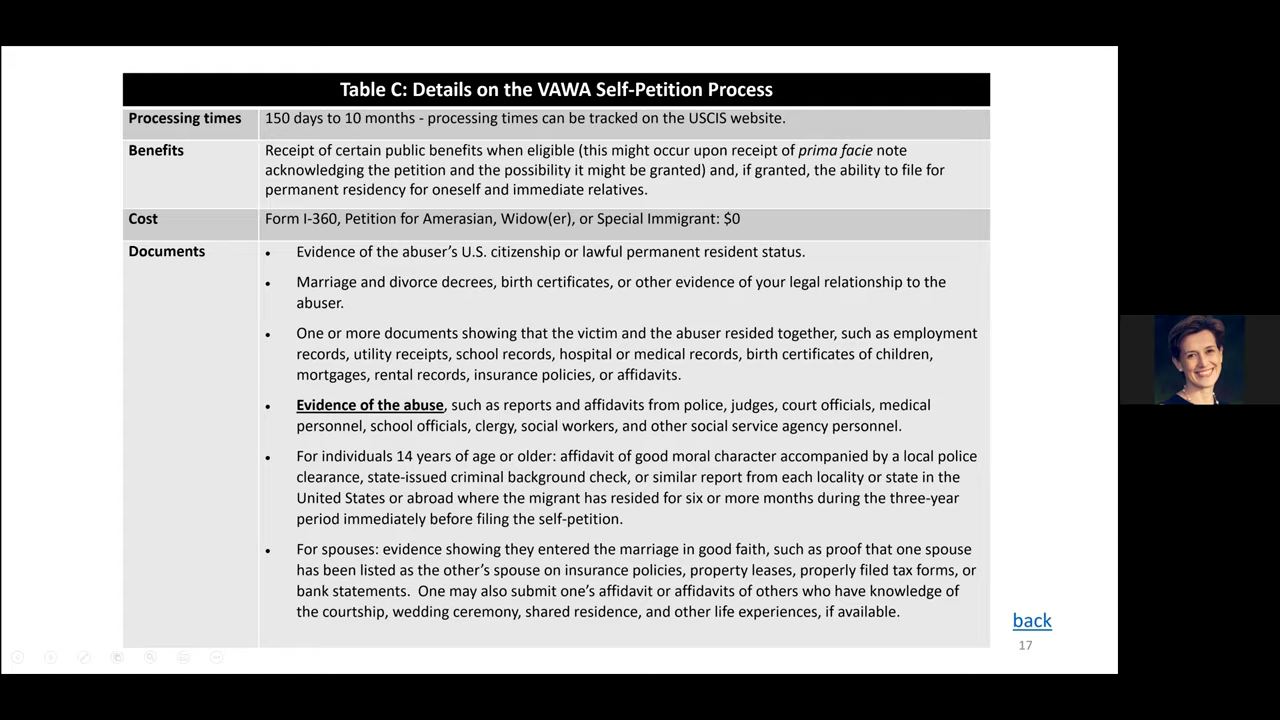 Table C: Details on the VAWA Self-Petition Process
Processing times
150 days to 10 months - processing times can be tracked on the USCIS website.
Benefits
Receipt of certain public benefits when eligible (this might occur upon receipt of prima facie note
acknowledging the petition and the possibility it might be granted) and, if granted, the ability to file for
permanent residency for oneself and immediate relatives.
Cost
Form I-360, Petition for Amerasian, Widow(er), or Special Immigrant: $0
Documents
• Evidence of the abuser’s U.S. citizenship or lawful permanent resident status.
• Marriage and divorce decrees, birth certificates, or other evidence of your legal relationship to the
abuser.
• One or more documents showing that the victim and the abuser resided together, such as employment
records, utility receipts, school records, hospital or medical records, birth certificates of children,
mortgages, rental records, insurance policies, or affidavits.
• Evidence of the abuse, such as reports and affidavits from police, judges, court officials, medical
personnel, school officials, clergy, social workers, and other social service agency personnel.
• For individuals 14 years of age or older: affidavit of good moral character accompanied by a local police
clearance, state-issued criminal background check, or similar report from each locality or state in the
United States or abroad where the migrant has resided for six or more months during the three-year
period immediately before filing the self-petition.
• For spouses: evidence showing they entered the marriage in good faith, such as proof that one spouse
has been listed as the other’s spouse on insurance policies, property leases, properly filed tax forms, or
bank statements.  One may also submit one’s affidavit or affidavits of others who have knowledge of
the courtship, wedding ceremony, shared residence, and other life experiences, if available.
back
17